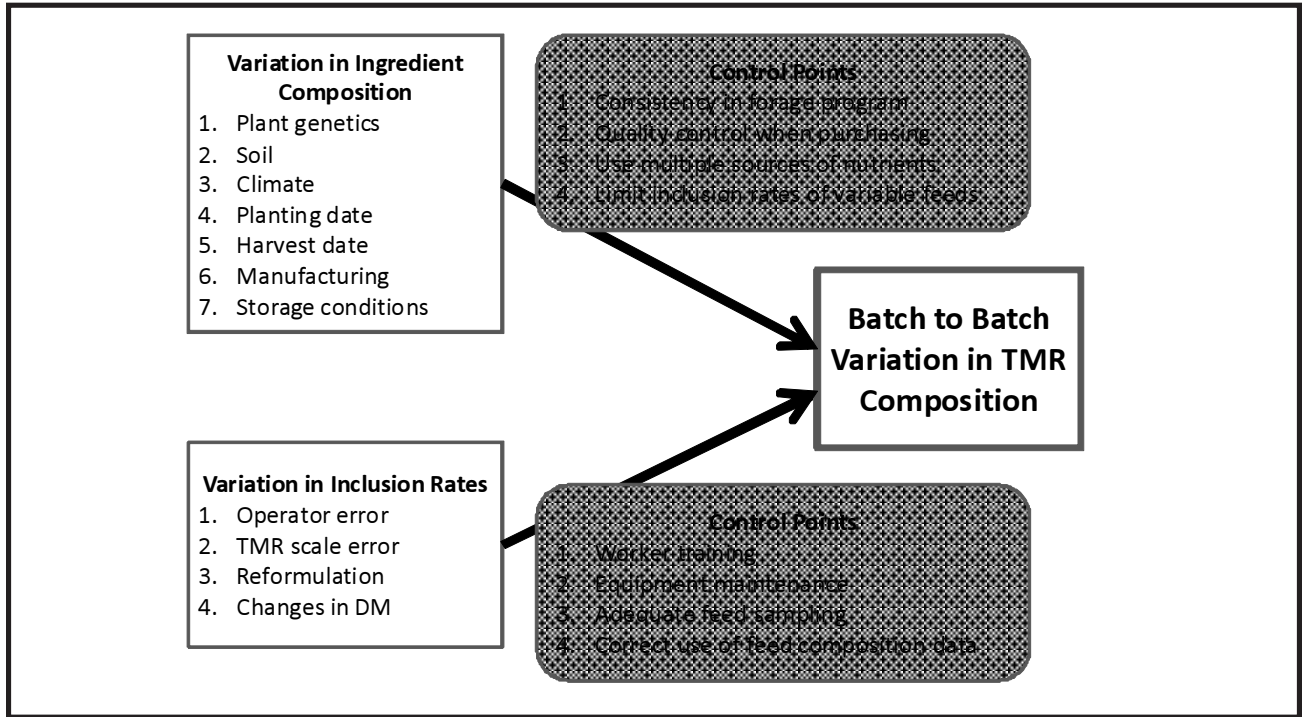 Variation in Ingredient
Composition
1. Plant genetics
2. Soil
3. Climate
4. Planting date
5. Harvest date
6. Manufacturing
7. Storage conditions
Control Points
1. Consistency in forage program
2. Quality control when purchasing
3. Use multiple sources of nutrients
4. Limit inclusion rates of variable feeds
Batch to Batch
Variation in TMR
Composition
Variation in Inclusion Rates
1. Operator error
2. TMR scale error
3. Reformulation
4. Changes in DM
Control Points
1. Worker training
2. Equipment maintenance
3. Adequate feed sampling
4. Correct use of feed composition data